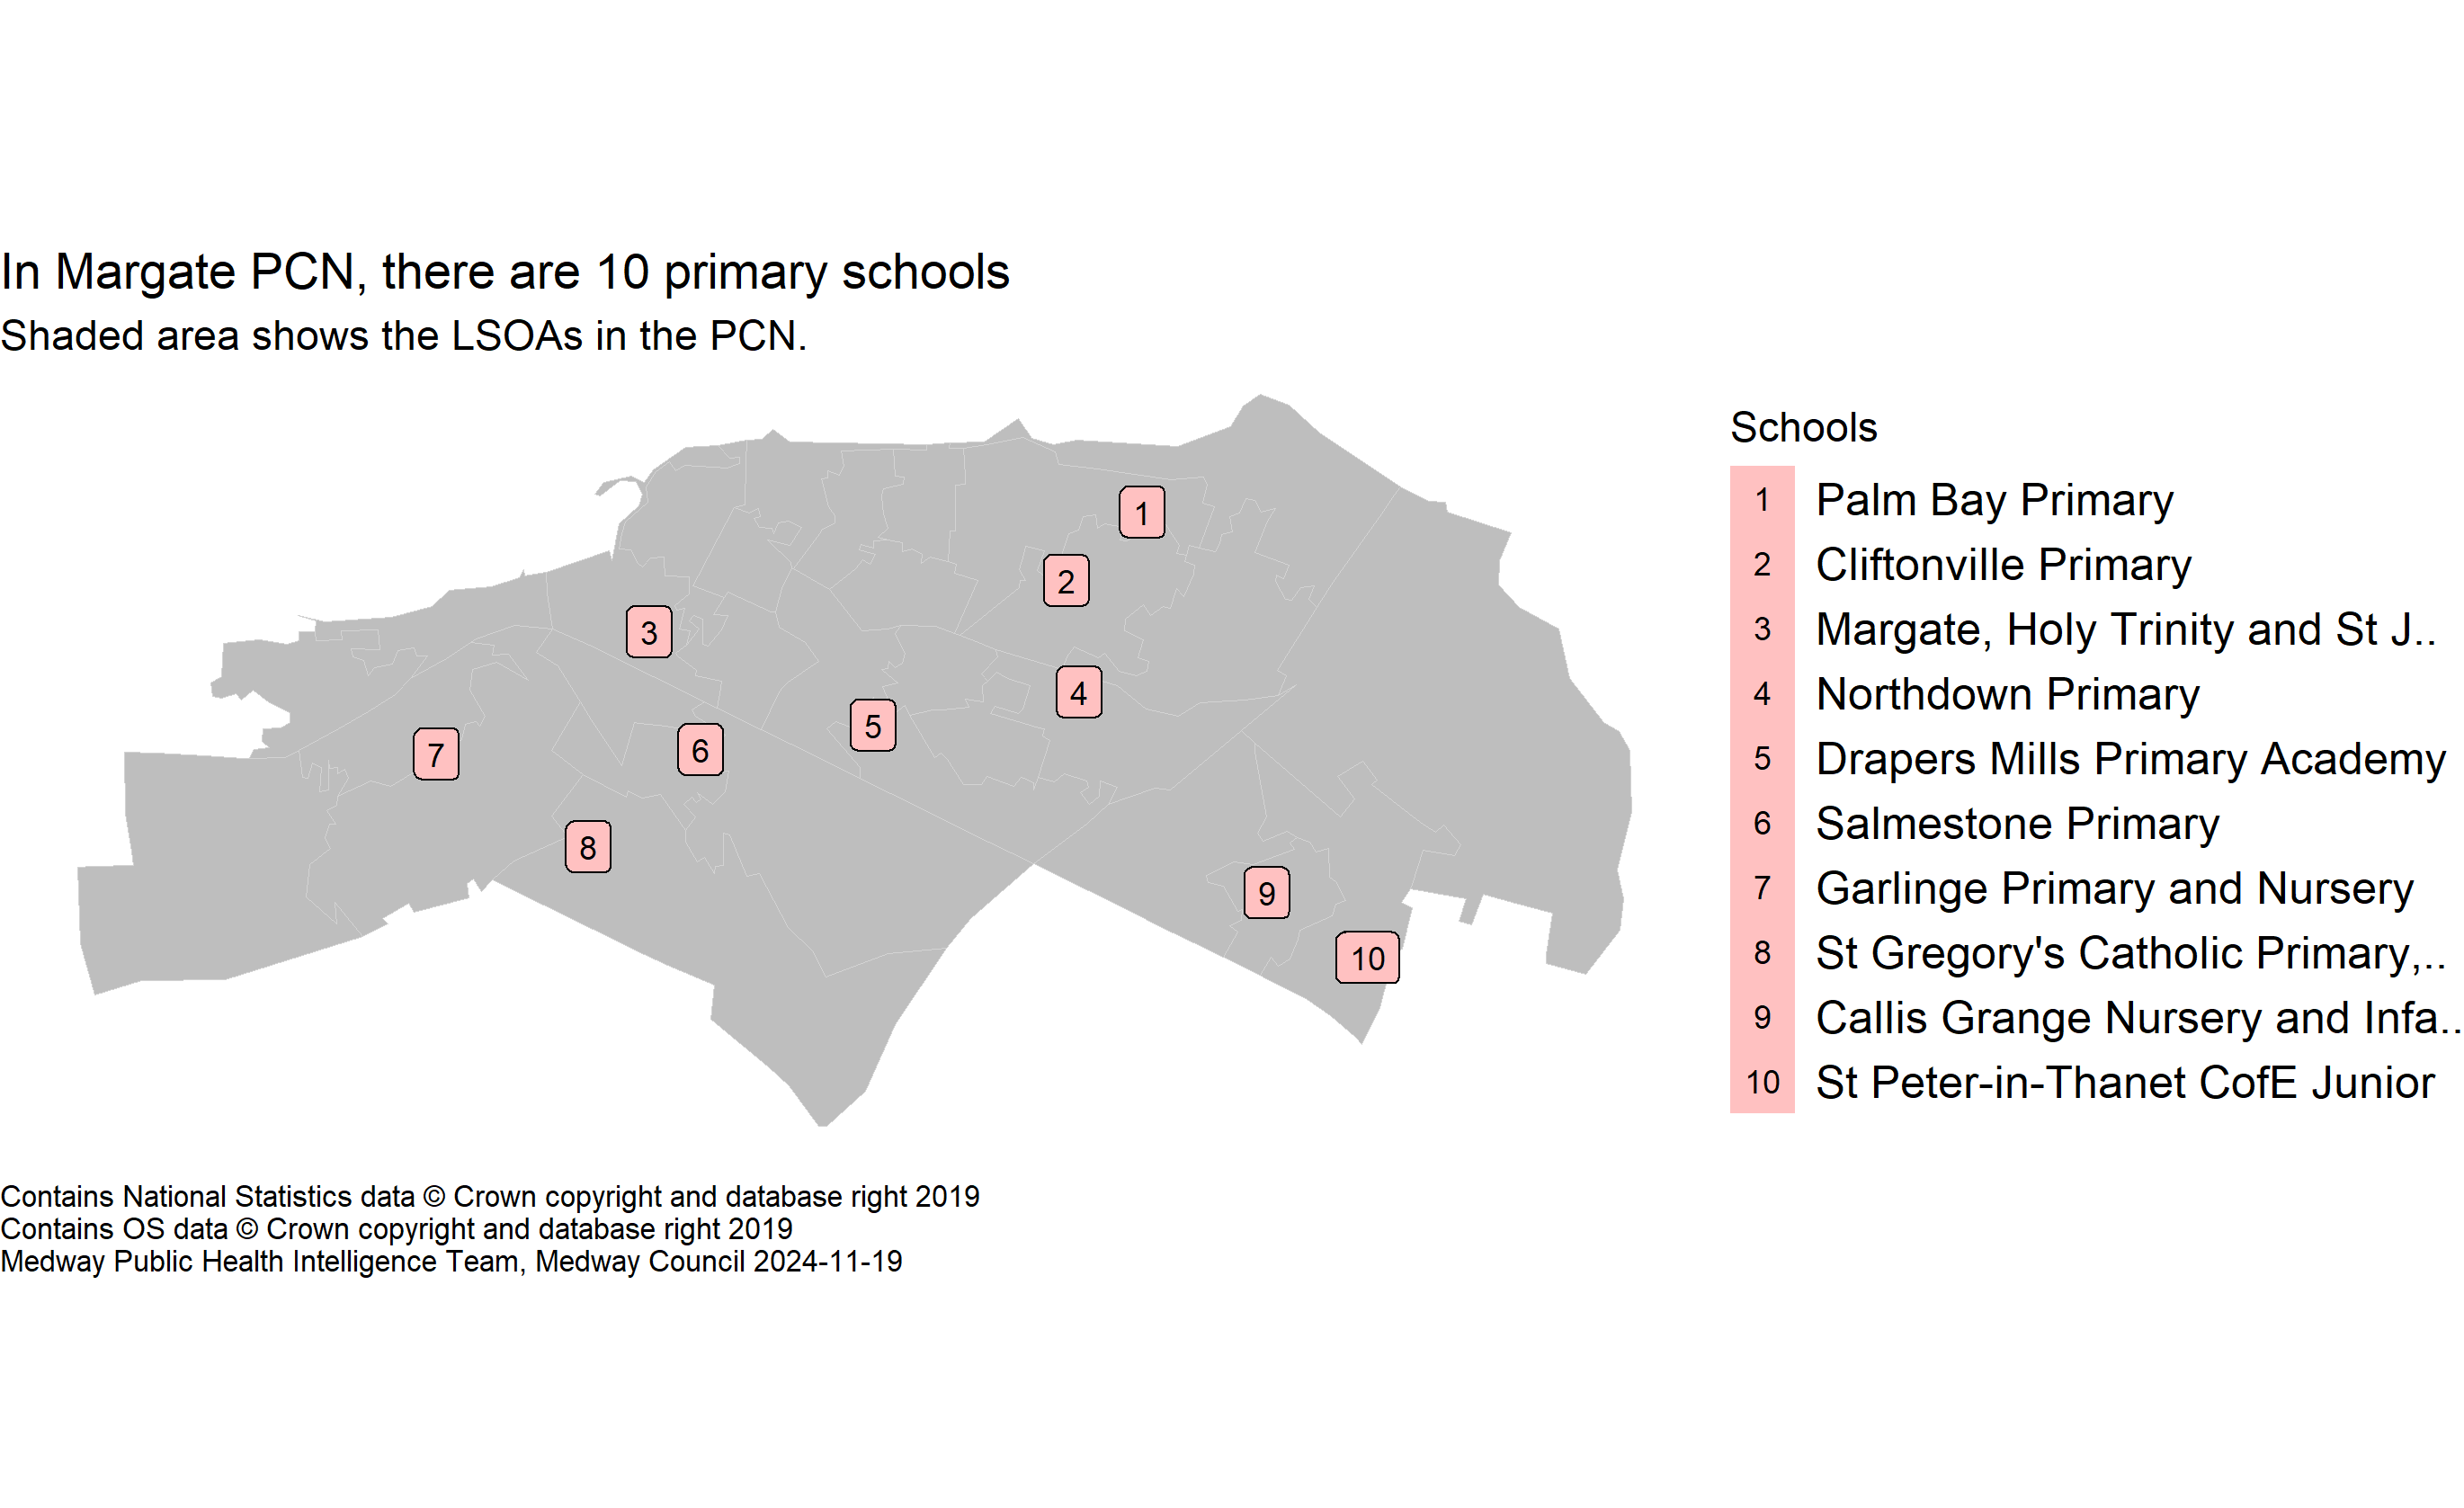 In Margate PCN, there are 10 primary schools
Shaded area shows the LSOAs in the PCN.
1
2
3
4
5
6
7
8
9
10
Schools
1 Palm Bay Primary
2 Cliftonville Primary
3 Margate, Holy Trinity and St J..
4 Northdown Primary
5 Drapers Mills Primary Academy
6 Salmestone Primary
7 Garlinge Primary and Nursery
8 St Gregory's Catholic Primary,..
9 Callis Grange Nursery and Infa..
10 St Peter-in-Thanet CofE Junior
Contains National Statistics data © Crown copyright and database right 2019
Contains OS data © Crown copyright and database right 2019
Medway Public Health Intelligence Team, Medway Council 2024-11-19